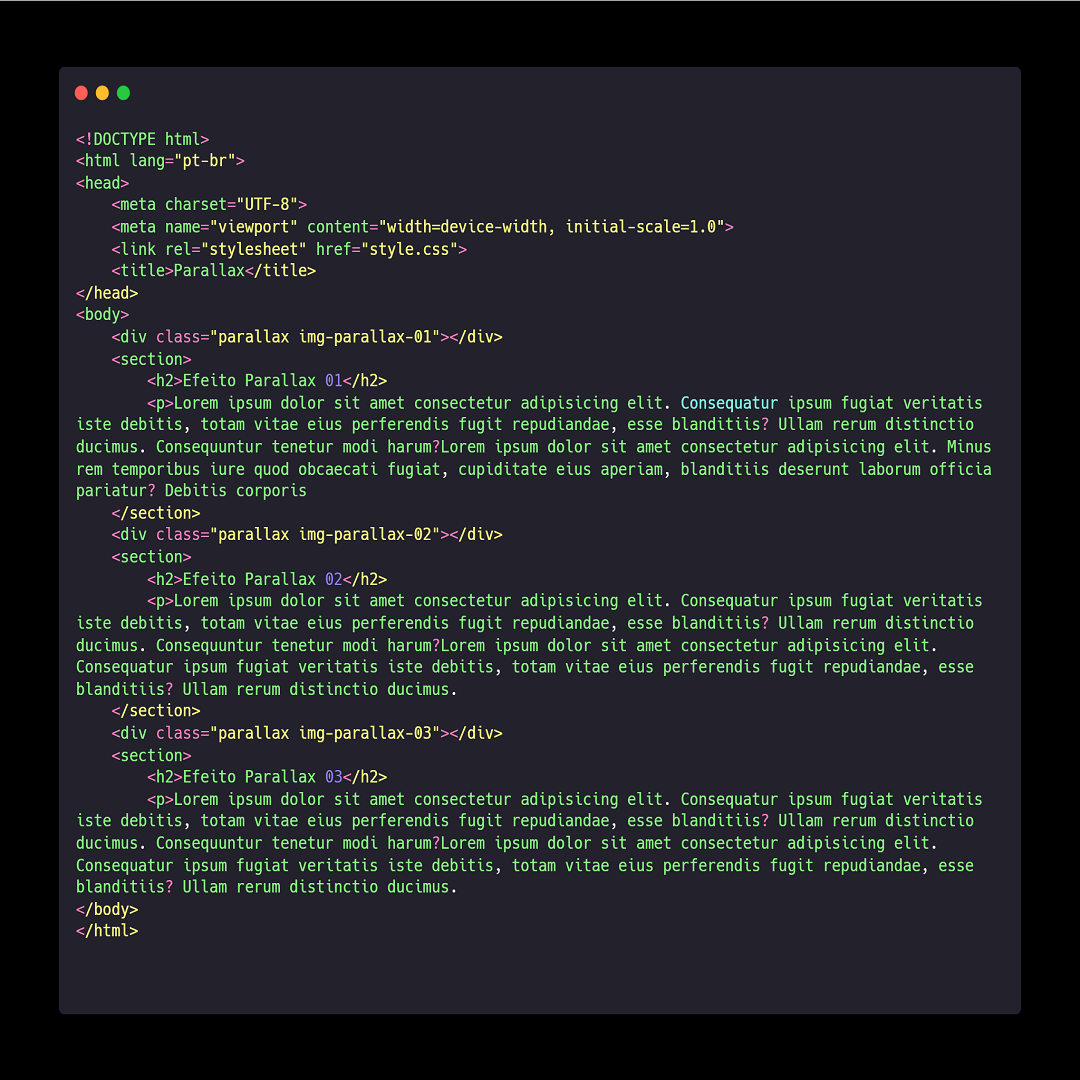 <!DOCTYPE html>
<html lang="pt-br">
<head>
    <meta charset="UTF-8">
    <meta name="viewport" content="width=device-width, initial-scale=1.0">
    <link rel="stylesheet" href="style.css">
    <title>Parallax</title>
</head>
<body>
    <div class="parallax img-parallax-01"></div>
    <section>
        <h2>Efeito Parallax 01</h2>
        <p>Lorem ipsum dolor sit amet consectetur adipisicing elit. Consequatur ipsum fugiat veritatis
iste debitis, totam vitae eius perferendis fugit repudiandae, esse blanditiis? Ullam rerum distinctio
ducimus. Consequuntur tenetur modi harum?Lorem ipsum dolor sit amet consectetur adipisicing elit. Minus
rem temporibus iure quod obcaecati fugiat, cupiditate eius aperiam, blanditiis deserunt laborum officia
pariatur? Debitis corporis
    </section>
    <div class="parallax img-parallax-02"></div>
    <section>
        <h2>Efeito Parallax 02</h2>
        <p>Lorem ipsum dolor sit amet consectetur adipisicing elit. Consequatur ipsum fugiat veritatis
iste debitis, totam vitae eius perferendis fugit repudiandae, esse blanditiis? Ullam rerum distinctio
ducimus. Consequuntur tenetur modi harum?Lorem ipsum dolor sit amet consectetur adipisicing elit.
Consequatur ipsum fugiat veritatis iste debitis, totam vitae eius perferendis fugit repudiandae, esse
blanditiis? Ullam rerum distinctio ducimus.
    </section>
    <div class="parallax img-parallax-03"></div>
    <section>
        <h2>Efeito Parallax 03</h2>
        <p>Lorem ipsum dolor sit amet consectetur adipisicing elit. Consequatur ipsum fugiat veritatis
iste debitis, totam vitae eius perferendis fugit repudiandae, esse blanditiis? Ullam rerum distinctio
ducimus. Consequuntur tenetur modi harum?Lorem ipsum dolor sit amet consectetur adipisicing elit.
Consequatur ipsum fugiat veritatis iste debitis, totam vitae eius perferendis fugit repudiandae, esse
blanditiis? Ullam rerum distinctio ducimus.
</body>
</html>